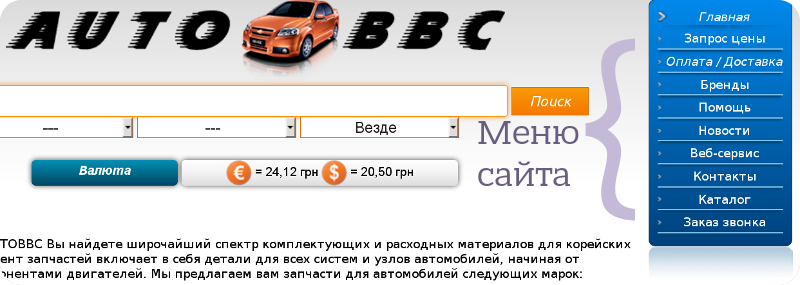 AUTO BBC
Поиск
---
---
Везде
Валюта
€ = 24,12 грн $ = 20,50 грн
Меню
сайта
Главная
Запрос цены
Оплата / Доставка
Бренды
Помощь
Новости
Веб-сервис
Контакты
Каталог
Заказ звонка
ТОВВС Вы найдете широчайший спектр комплектующих и расходных материалов для корейских
ент запчастей включает в себя детали для всех систем и узлов автомобилей, начиная от
нентами двигателей. Мы предлагаем вам запчасти для автомобилей следующих марок: